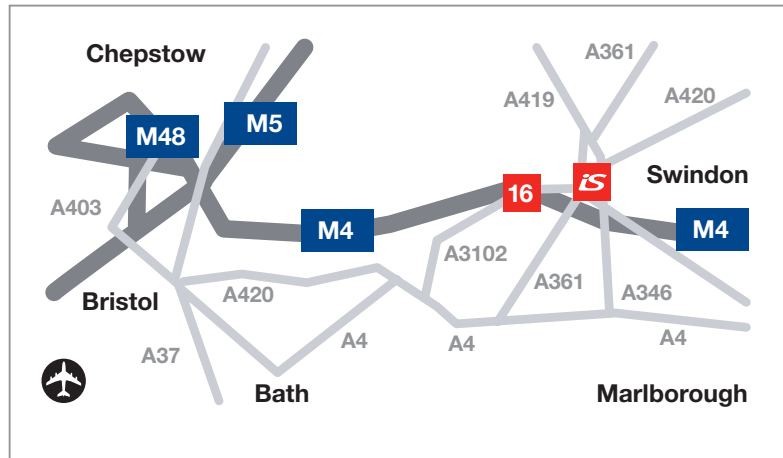 Chepstow
A361
A419
A420
M5
M48
16
iS
Swindon
A403
M4
M4
A3102
A420
A361
A346
Bristol
A37
A4
A4
A4
Bath
Marlborough